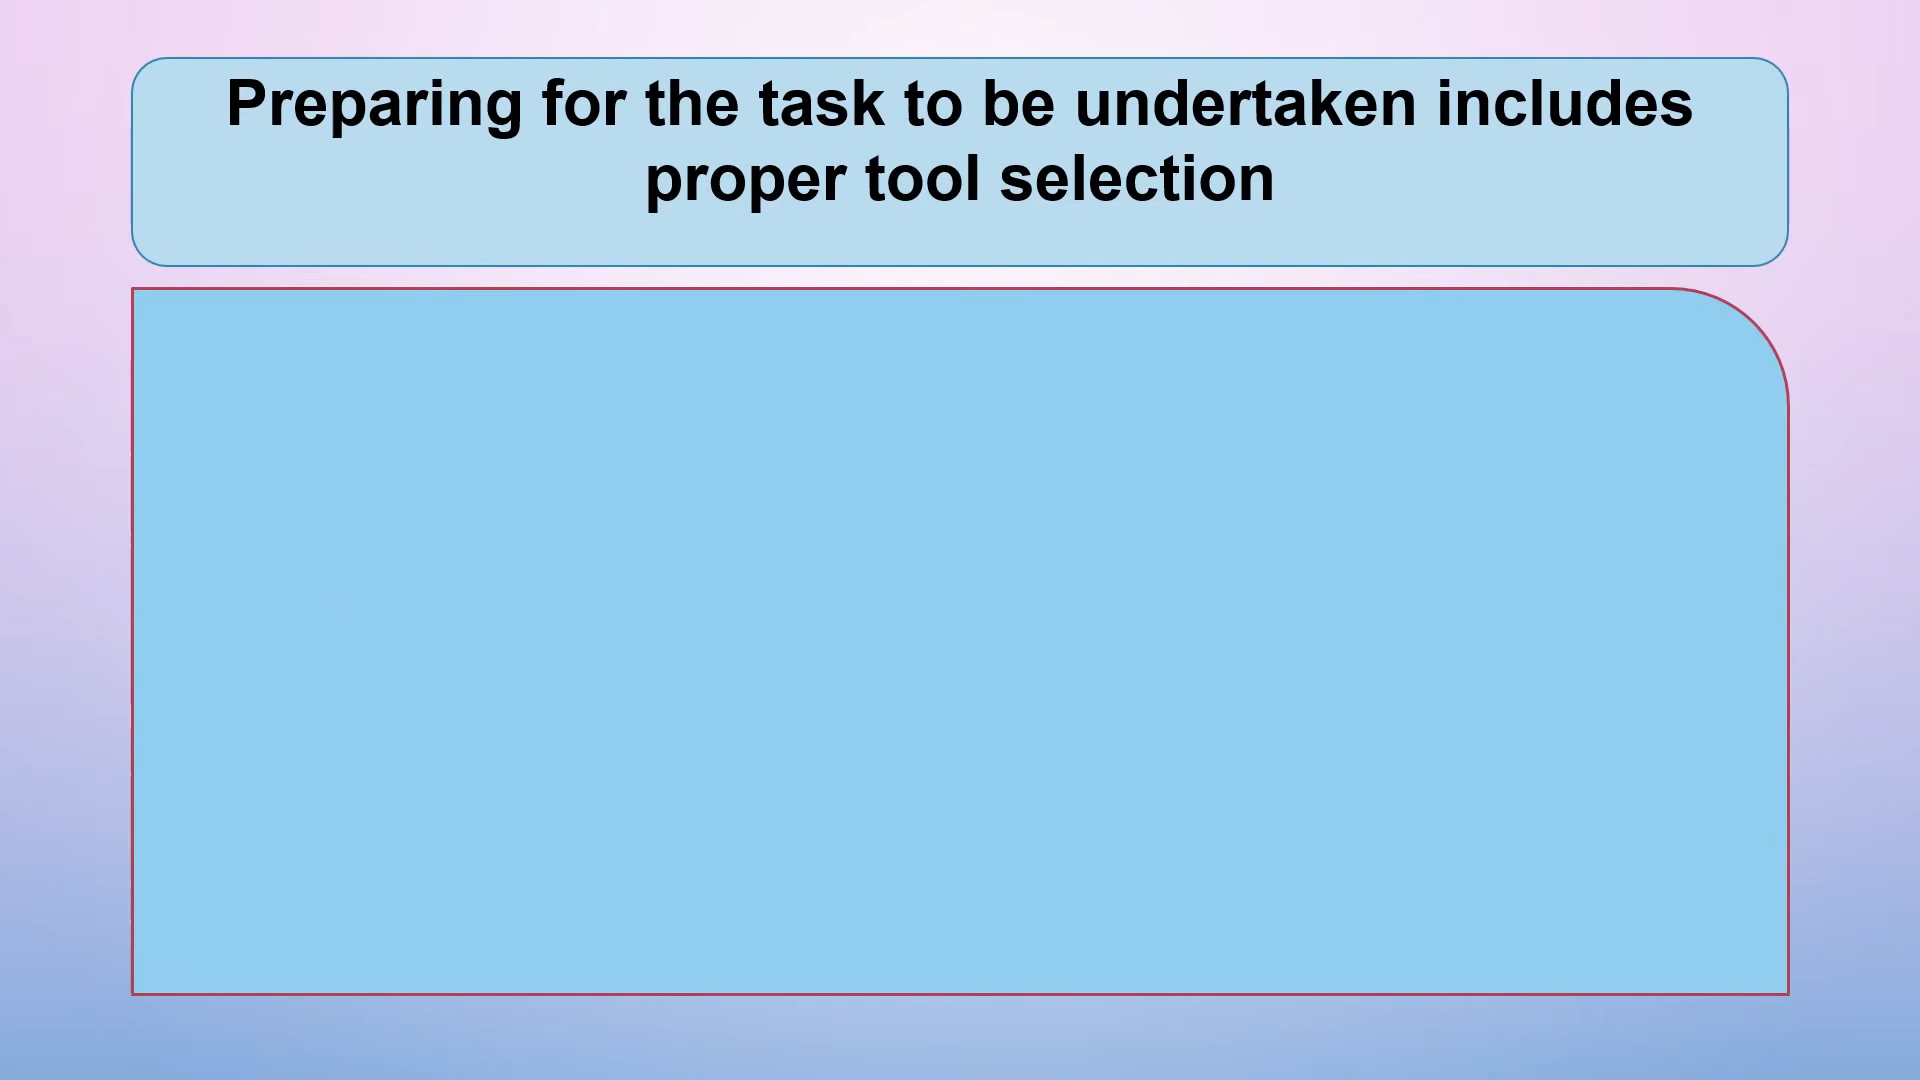 Preparing for the task to be undertaken includes
proper tool selection